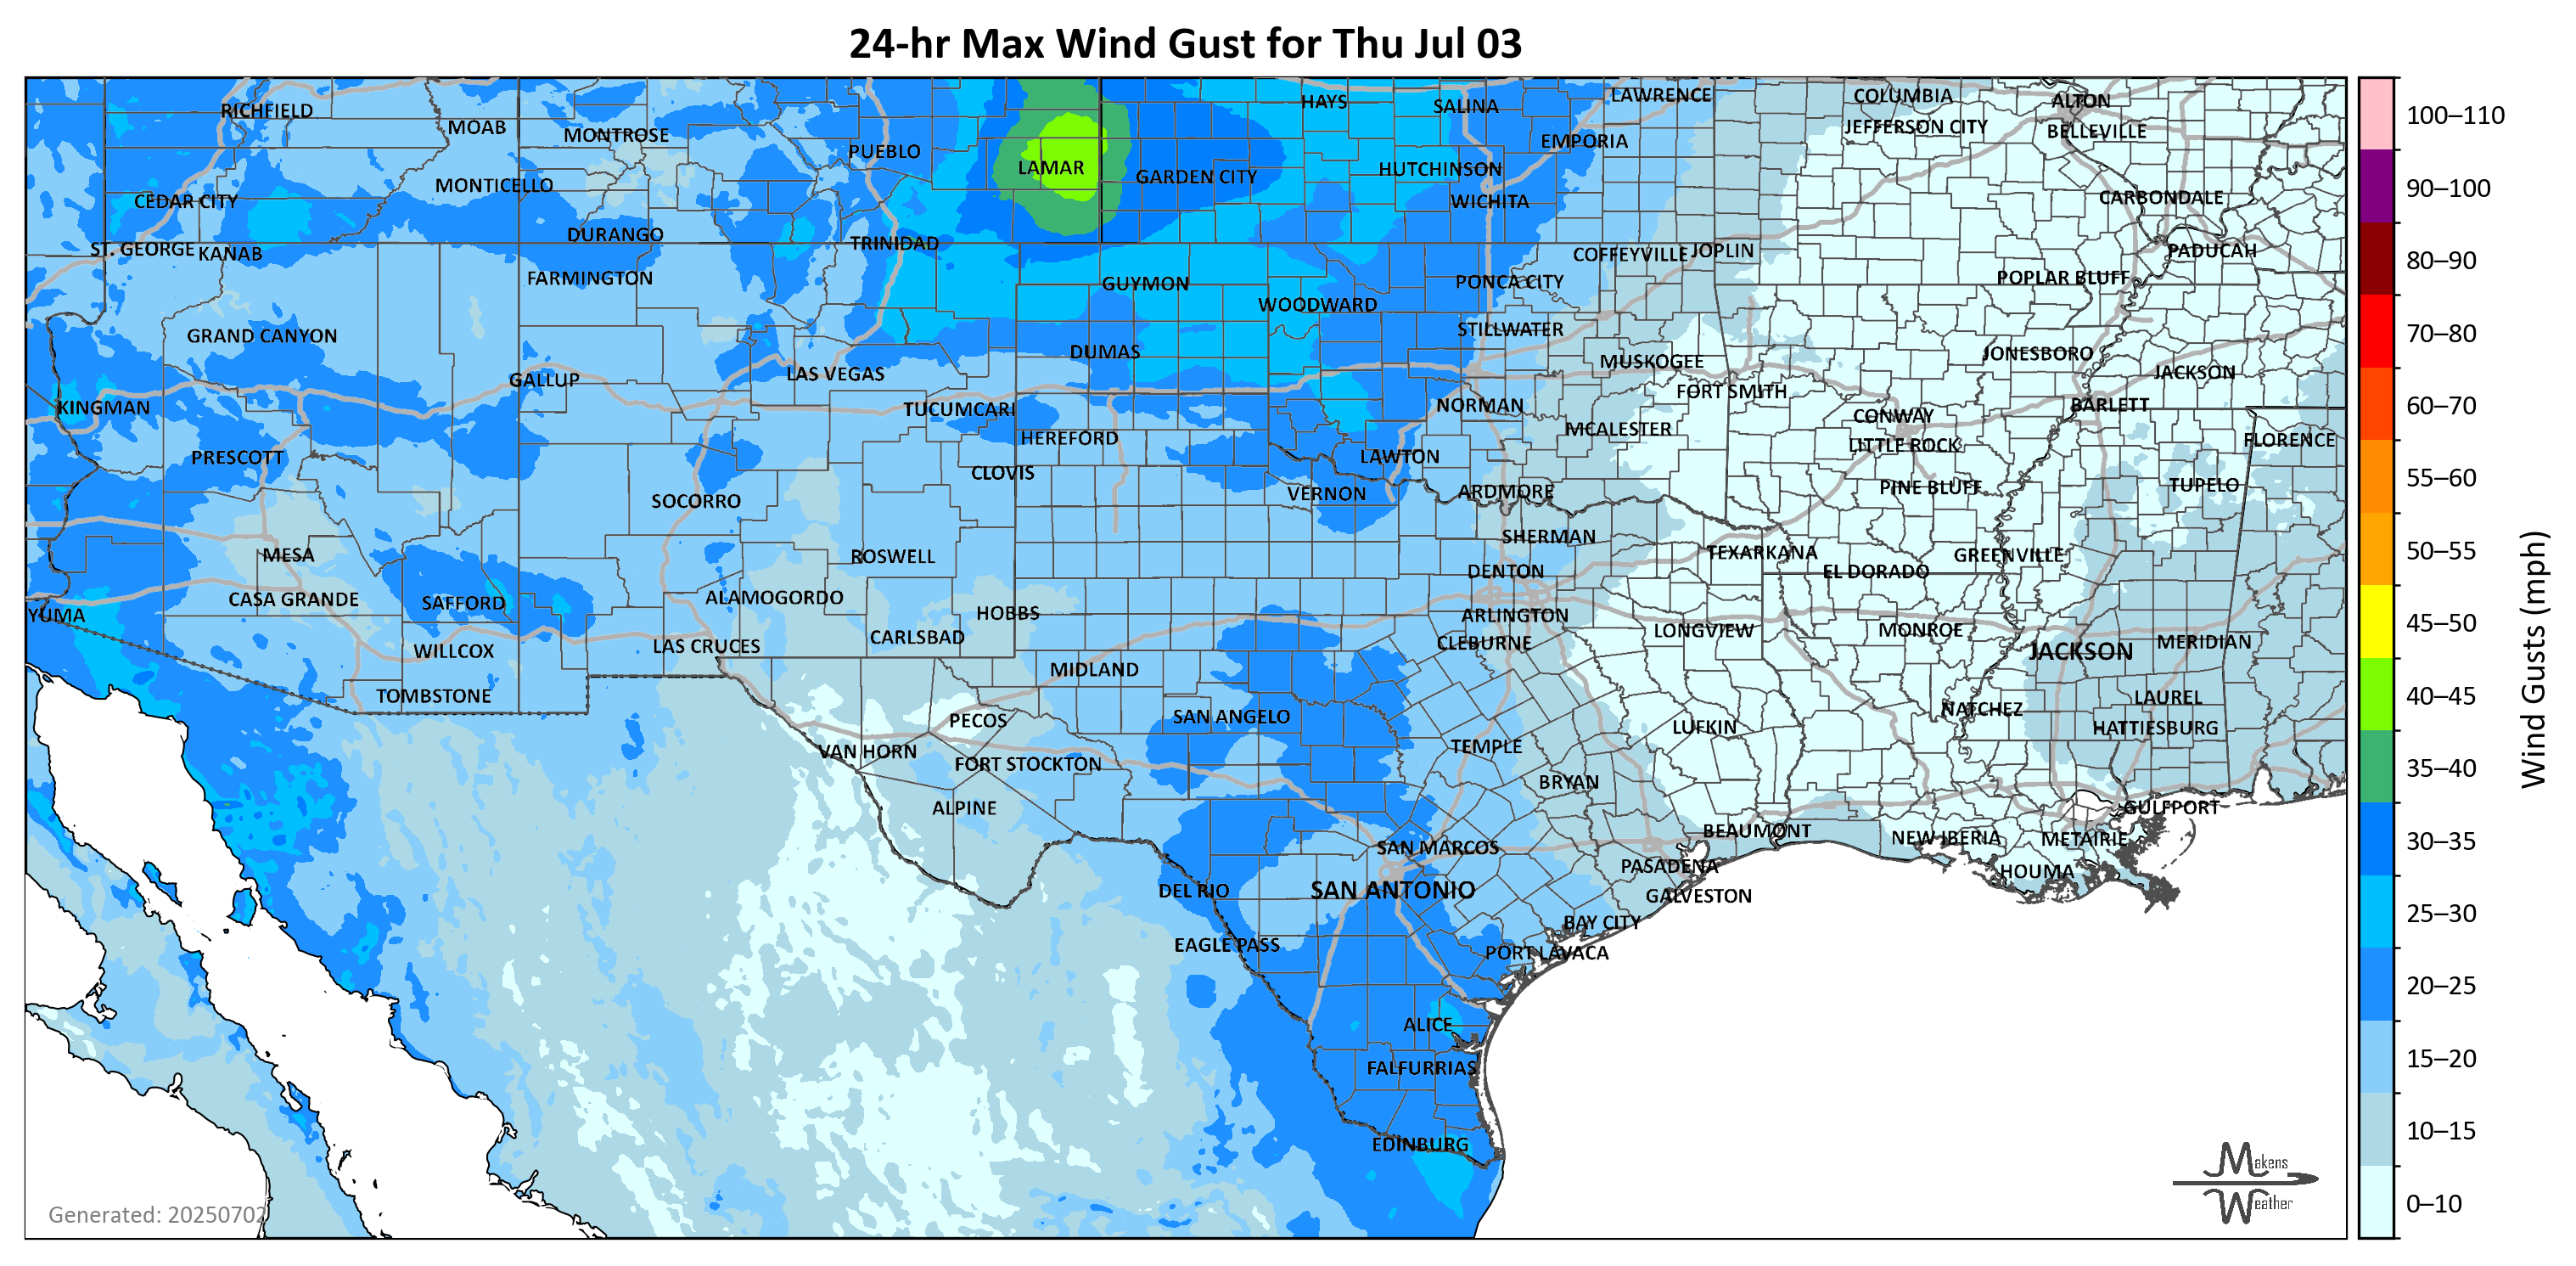 24-hr Max Wind Gust for Thu Jul 03
RICHFIELD
MOAB
MONTROSE
PUEBLO
LAMAR
GARDEN CITY
HAYS
SALINA
HUTCHINSON
WICHITA
EMPORIA
LAWRENCE
COLUMBIA
JEFFERSON CITY
ALTON
BELLEVILLE
CARBONDALE
PADUCAH
CEDAR CITY
MONTICELLO
DURANGO
TRINIDAD
ST. GEORGE
KANAB
FARMINGTON
GUYMON
WOODWARD
PONCA CITY
COFFEYVILLE
JOPLIN
POPLAR BLUFF
GRAND CANYON
STILLWATER
DUMAS
MUSKOGEE
JONESBORO
JACKSON
GALLUP
LAS VEGAS
FORT SMITH
KINGMAN
TUCUMCARI
NORMAN
CONWAY
BARLETT
HEREFORD
MCALESTER
LITTLE ROCK
FLORENCE
PRESCOTT
CLOVIS
LAWTON
SOCORRO
VERNON
ARDMORE
PINE BLUFF
TUPELO
SHERMAN
MESA
ROSWELL
TEXARKANA
GREENVILLE
DENTON
EL DORADO
CASA GRANDE
SAFFORD
ALAMOGORDO
HOBBS
YUMA
ARLINGTON
CARLSBAD
CLEBURNE
LONGVIEW
MONROE
WILLCOX
LAS CRUCES
JACKSON
MERIDIAN
MIDLAND
TOMBSTONE
LAUREL
PECOS
SAN ANGELO
NATCHEZ
HATTIESBURG
LUFKIN
VAN HORN
TEMPLE
FORT STOCKTON
BRYAN
ALPINE
GULFPORT
BEAUMONT
NEW IBERIA
METAIRIE
SAN MARCOS
PASADENA
HOUMA
DEL RIO
SAN ANTONIO
GALVESTON
BAY CITY
EAGLE PASS
PORT LAVACA
ALICE
FALFURRIAS
EDINBURG
Generated: 20250702
Makens
Weather
100–110
90–100
80–90
70–80
60–70
55–60
50–55
45–50
40–45
35–40
30–35
25–30
20–25
15–20
10–15
0–10
Wind Gusts (mph)